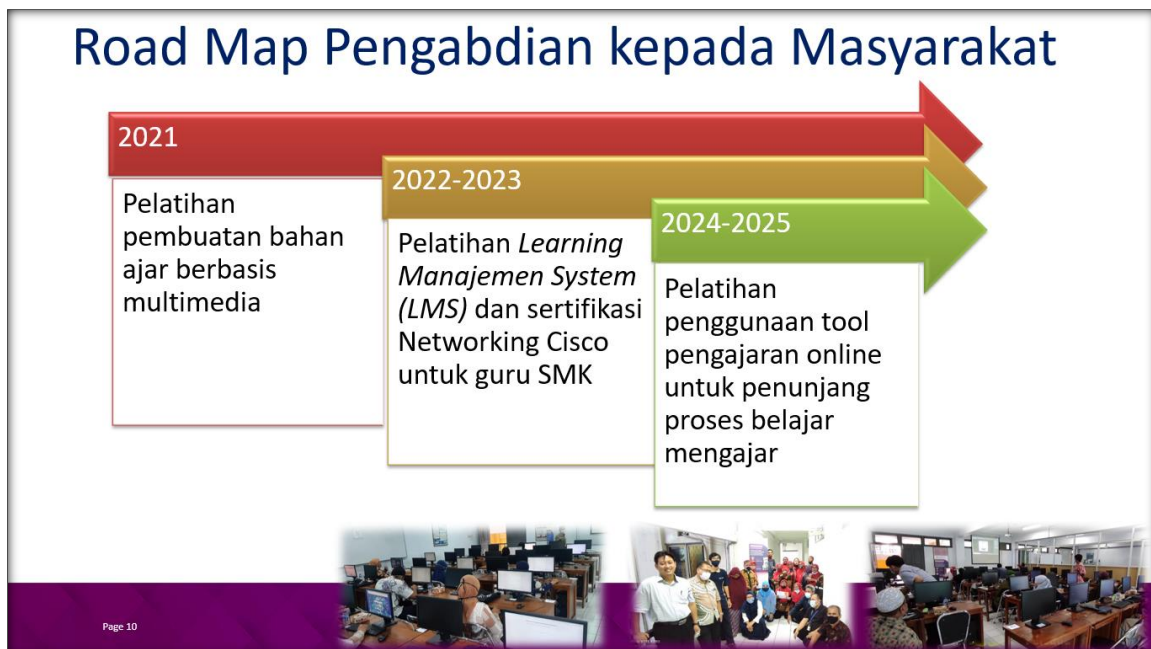 Road Map Pengabdian kepada Masyarakat
2021
Pelatihan
pembuatan bahan
ajar berbasis
multimedia
2022-2023
Pelatihan Learning
Manajemen System
(LMS) dan sertifikasi
Networking Cisco
untuk guru SMK
2024-2025
Pelatihan
penggunaan tool
pengajaran online
untuk penunjang
proses belajar
mengajar
Page 10